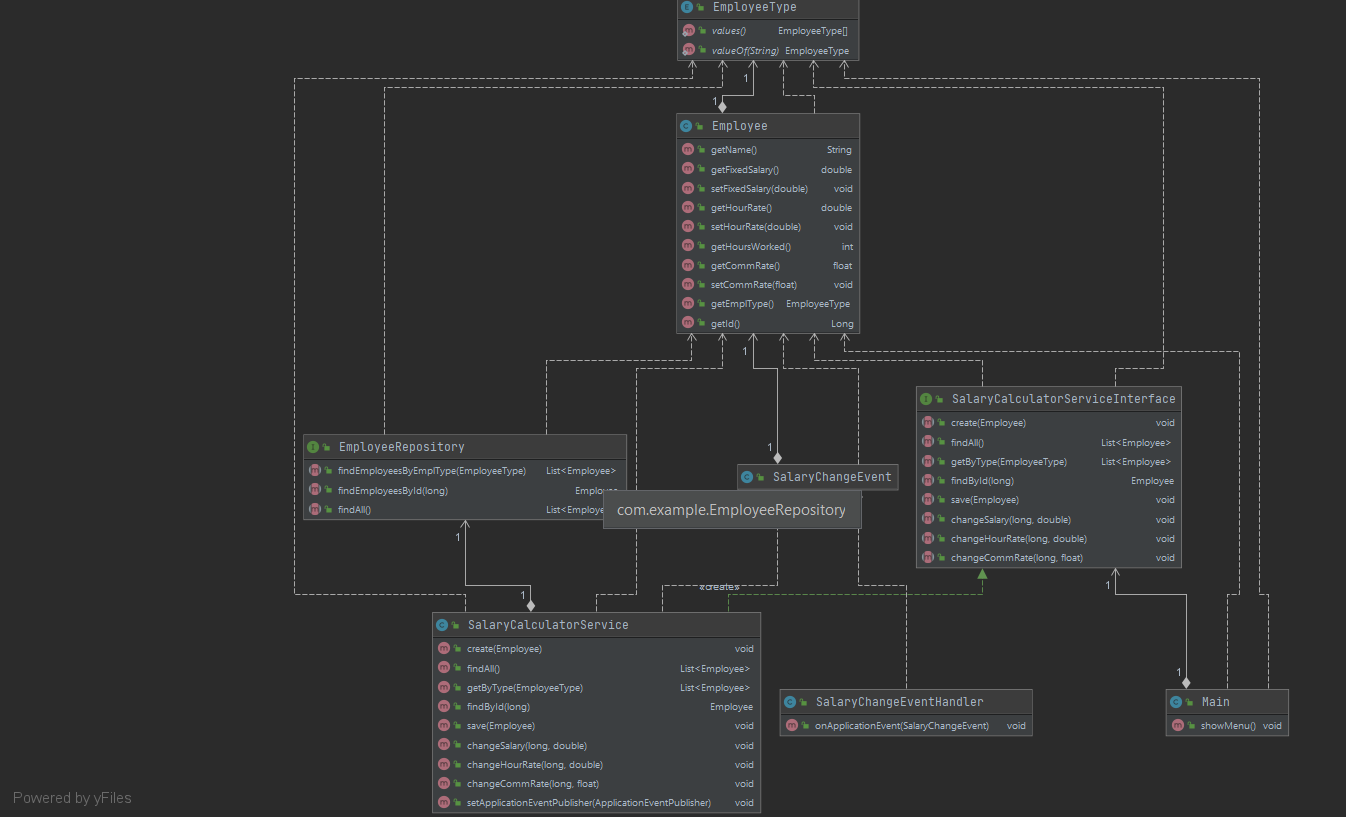 EmployeeType
values() EmployeeType[]
valueOf(String) EmployeeType
1
1
Employee
getName() String
getFixedSalary() double
setFixedSalary(double) void
getHourRate() double
setHourRate(double) void
getHoursWorked() int
getCommRate() float
setCommRate(float) void
getEmplType() EmployeeType
getId() Long
1
1
EmployeeRepository
findEmployeesByEmplType(EmployeeType) List<Employee>
findEmployeesById(long)
findAll()
SalaryChangeEvent
com.example.EmployeeRepository
SalaryCalculatorServiceInterface
create(Employee) void
findAll() List<Employee>
getByType(EmployeeType) List<Employee>
findById(long) Employee
save(Employee) void
changeSalary(long, double) void
changeHourRate(long, double) void
changeCommRate(long, float) void
1
1
«create»
1
1
SalaryCalculatorService
create(Employee) void
findAll() List<Employee>
getByType(EmployeeType) List<Employee>
findById(long) Employee
save(Employee) void
changeSalary(long, double) void
changeHourRate(long, double) void
changeCommRate(long, float) void
setApplicationEventPublisher(ApplicationEventPublisher) void
SalaryChangeEventHandler
onApplicationEvent(SalaryChangeEvent) void
Main
showMenu() void
Powered by yFiles